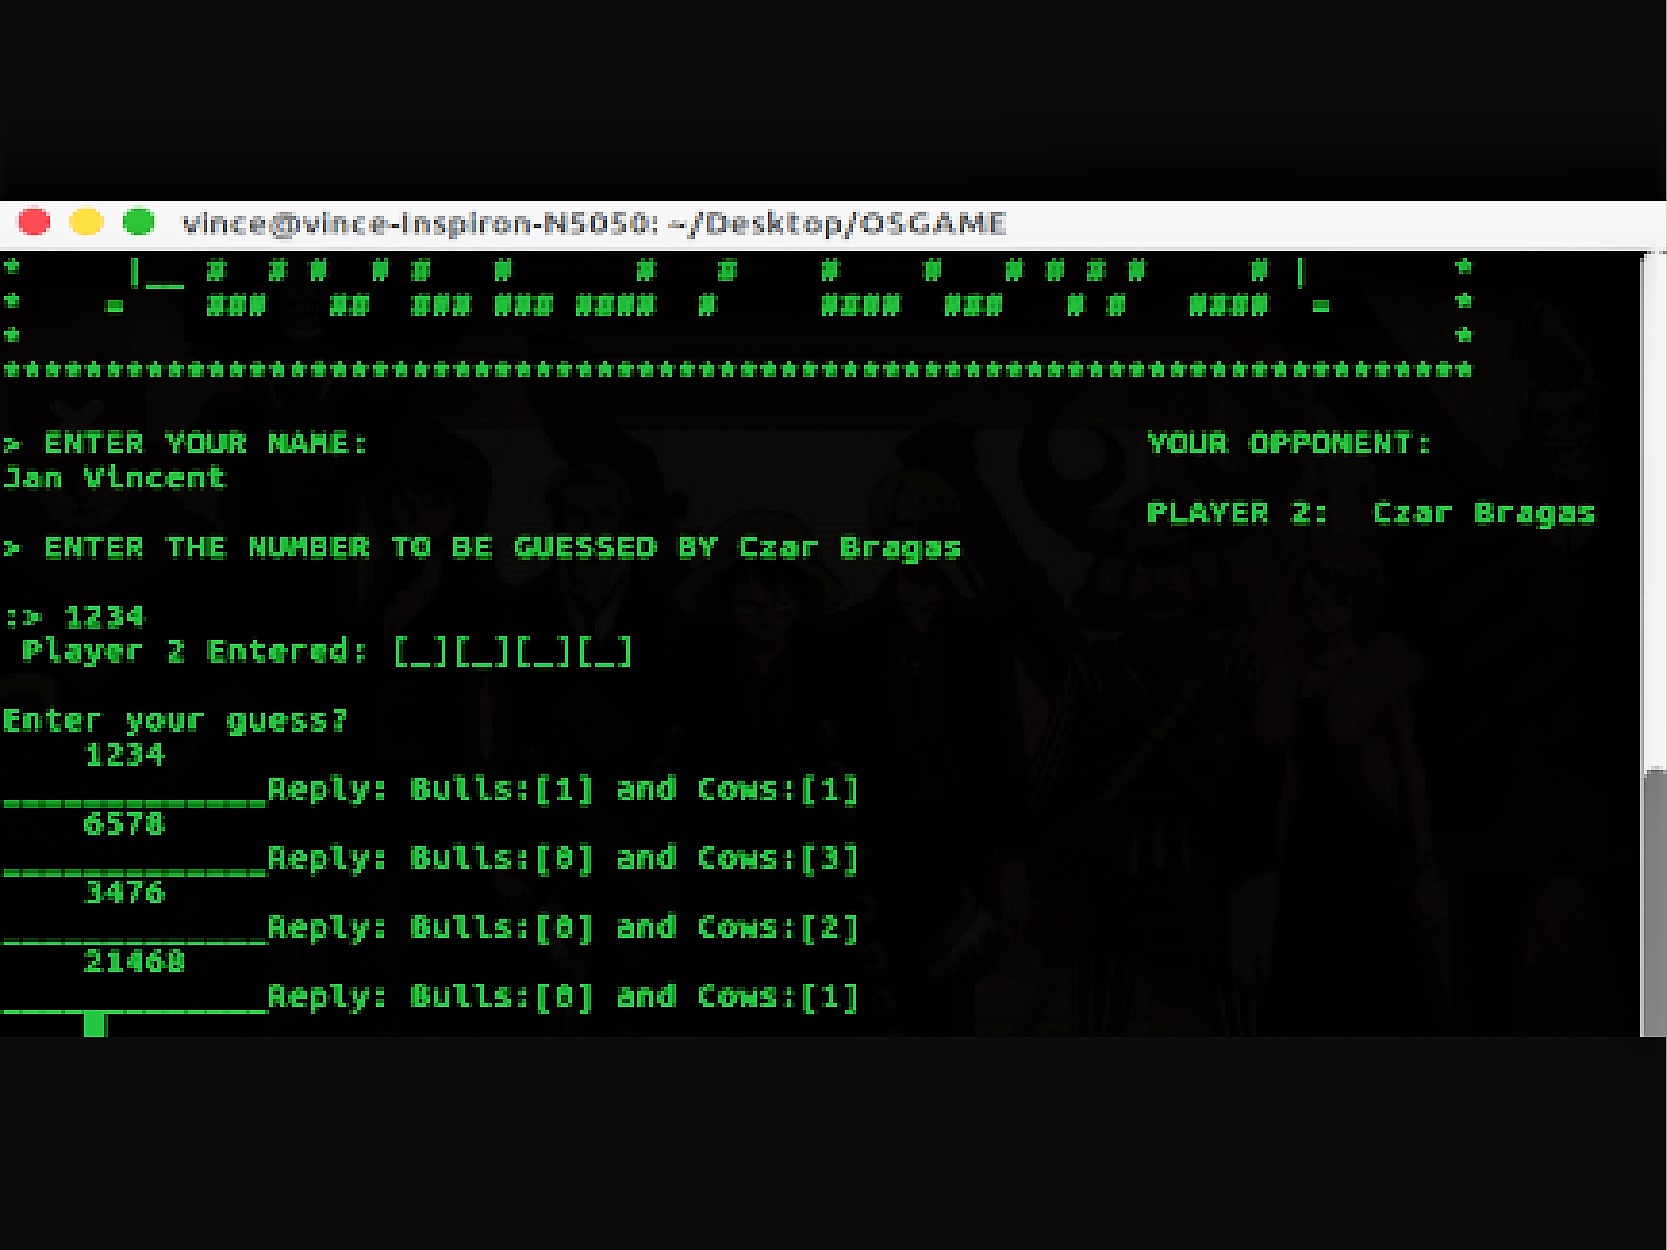 vince@vince-Inspiron-N5050: ~/Desktop/OSGAME
*      |__ #  # #  # #   #      #   #    #    #   # # # #     # |       *
*    -    ###   ##  ### ### ####  #     ####  ###   # #   ####  -      *
*                                                                       *
************************************************************************
> ENTER YOUR NAME:
YOUR OPPONENT:
Jan Vincent
PLAYER 2:  Czar Bragas
> ENTER THE NUMBER TO BE GUESSED BY Czar Bragas
:> 1234
Player 2 Entered: [_][_][_][_]
Enter your guess?
1234
_____________Reply: Bulls:[1] and Cows:[1]
6578
_____________Reply: Bulls:[0] and Cows:[3]
3476
_____________Reply: Bulls:[0] and Cows:[2]
21460
_____________Reply: Bulls:[0] and Cows:[1]